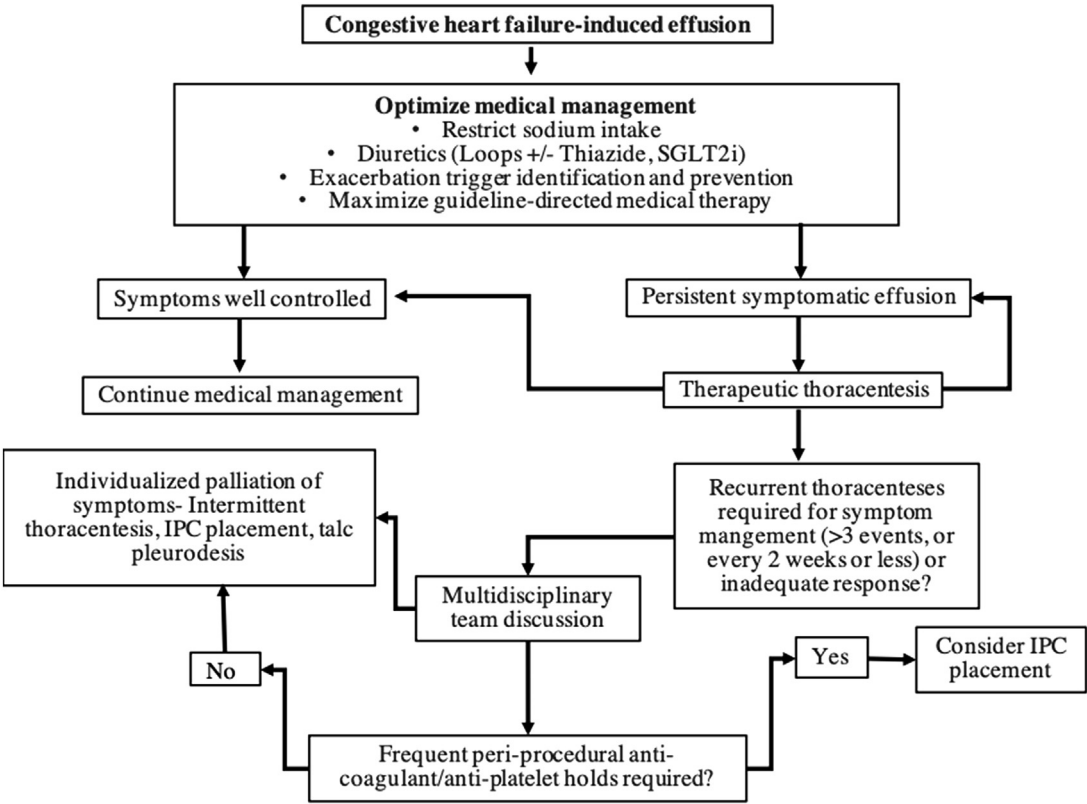 Congestive heart failure-induced effusion
Optimize medical management
• Restrict sodium intake
• Diuretics (Loops +/- Thiazide, SGLT2i)
• Exacerbation trigger identification and prevention
• Maximize guideline-directed medical therapy
Symptoms well controlled
Persistent symptomatic effusion
Continue medical management
Therapeutic thoracentesis
Individualized palliation of
symptoms- Intermittent
thoracentesis, IPC placement, talc
pleurodesis
Recurrent thoracenteses
required for symptom
mangement (>3 events, or
every 2 weeks or less) or
inadequate response?
Multidisciplinary
team discussion
No
Yes
Consider IPC
placement
Frequent peri-procedural anti-
coagulant/anti-platelet holds required?